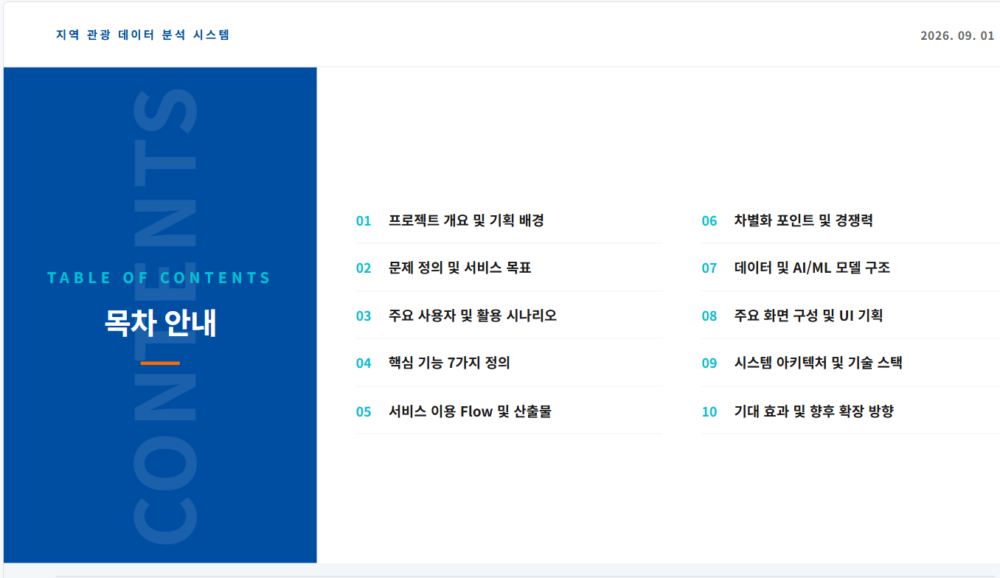 지역 관광 데이터 분석 시스템
2026. 09. 01
CONTENTS
TABLE OF CONTENTS
목차 안내
01 프로젝트 개요 및 기획 배경
02 문제 정의 및 서비스 목표
03 주요 사용자 및 활용 시나리오
04 핵심 기능 7가지 정의
05 서비스 이용 Flow 및 산출물
06 차별화 포인트 및 경쟁력
07 데이터 및 AI/ML 모델 구조
08 주요 화면 구성 및 UI 기획
09 시스템 아키텍처 및 기술 스택
10 기대 효과 및 향후 확장 방향